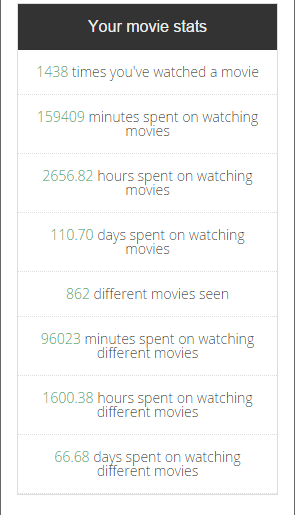 Your movie stats
1438 times you've watched a movie
159409 minutes spent on watching
movies
2656.82 hours spent on watching
movies
110.70 days spent on watching
movies
862 different movies seen
96023 minutes spent on watching
different movies
1600.38 hours spent on watching
different movies
66.68 days spent on watching
different movies